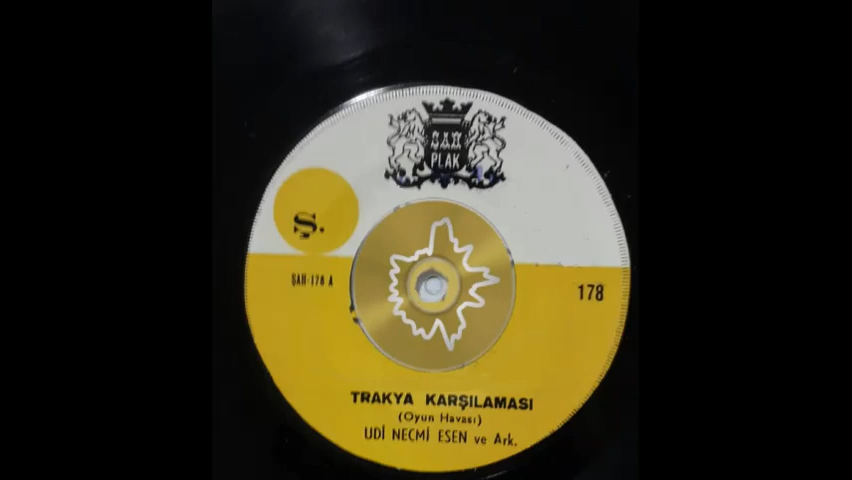 ŞAH
PLAK
Ş.
ŞAH-178 A
178
TRAKYA KARŞILAMASI
(Oyun Havası)
UDİ NECMİ ESEN ve Ark.